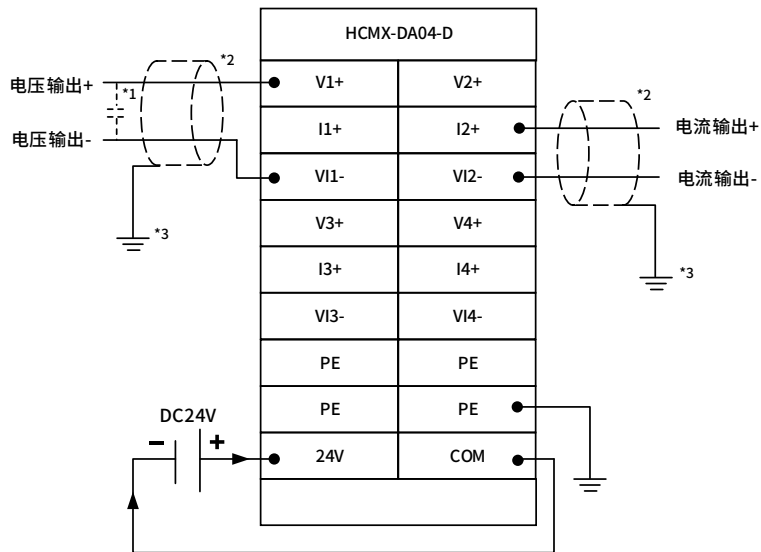 HCMX-DA04-D
电压输出+
*1
*2
V1+
V2+
*2
电压输出-
I1+
I2+
电流输出+
VI1-
VI2-
电流输出-
*3
V3+
V4+
I3+
I4+
*3
VI3-
VI4-
PE
PE
DC24V
PE
PE
−
+
24V
COM